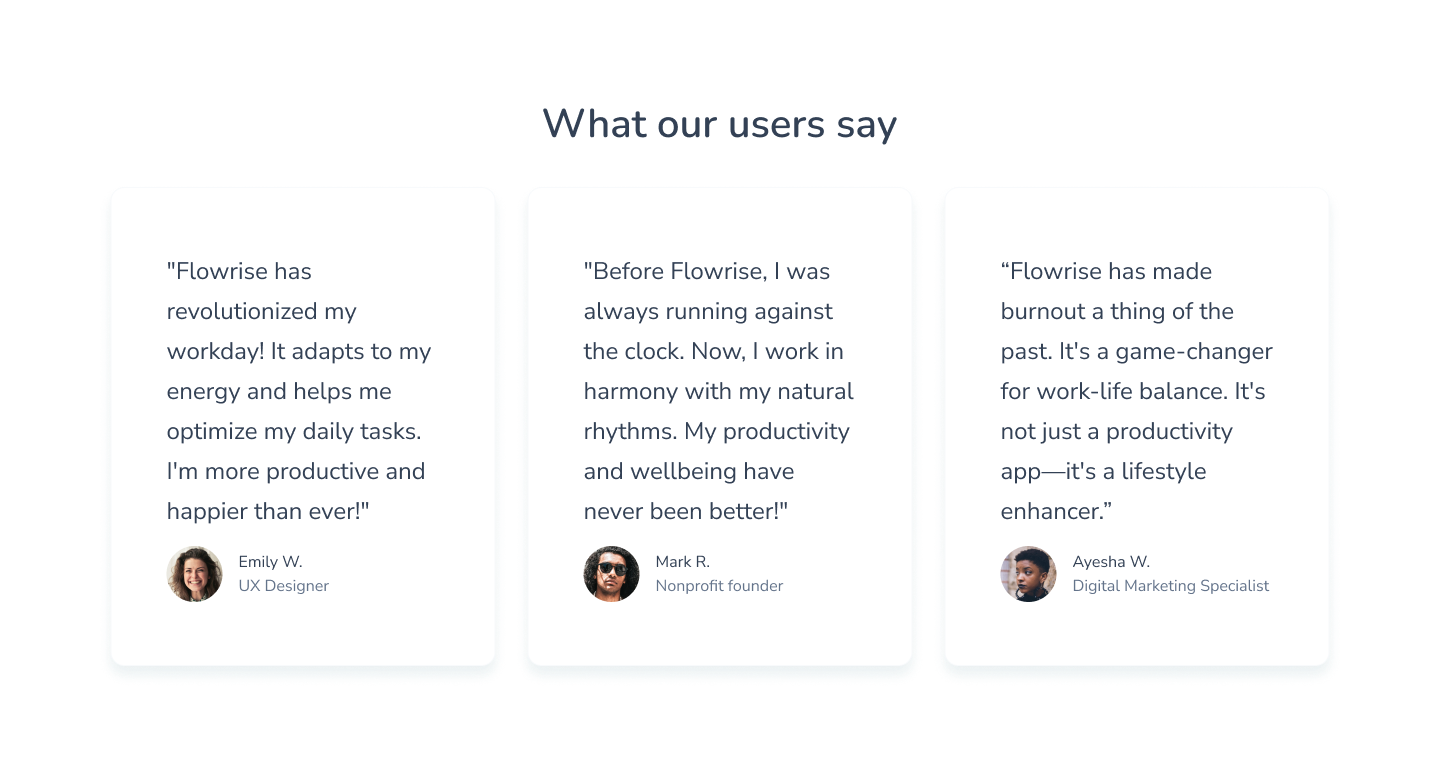 What our users say
"Flowrise has
revolutionized my
workday! It adapts to my
energy and helps me
optimize my daily tasks.
I'm more productive and
happier than ever!"
Emily W.
UX Designer
"Before Flowrise, I was
always running against
the clock. Now, I work in
harmony with my natural
rhythms. My productivity
and wellbeing have
never been better!"
Mark R.
Nonprofit founder
“Flowrise has made
burnout a thing of the
past. It's a game-changer
for work-life balance. It's
not just a productivity
app—it's a lifestyle
enhancer.”
Ayesha W.
Digital Marketing Specialist